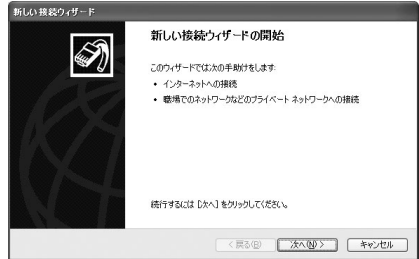 新しい接続ウィザード
新しい接続ウィザードの開始
このウィザードでは次の手助けをします:
• インターネットへの接続
• 職場でのネットワークなどのプライベート ネットワークへの接続
続行するには [次へ] をクリックしてください。
< 戻る(B) 次へ(N) > キャンセル